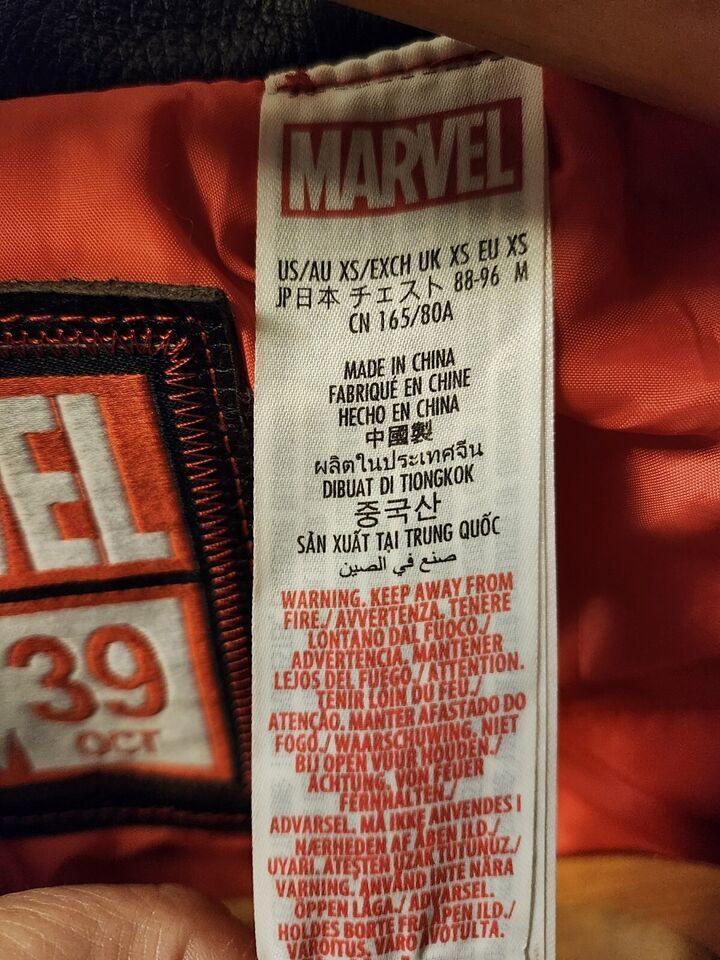 MARVEL
US/AU XS/EXCH UK XS EU XS
JP日本 チェスト 88-96 M
CN 165/80A
MADE IN CHINA
FABRIQUÉ EN CHINE
HECHO EN CHINA
中國製
ผลิตในประเทศจีน
DIBUAT DI TIONGKOK
중국산
SẢN XUẤT TẠI TRUNG QUỐC
صنع في الصين
WARNING. KEEP AWAY FROM
FIRE./ AVVERTENZA. TENERE
LONTANO DAL FUOCO./
ADVERTENCIA. MANTENER
LEJOS DEL FUEGO./ ATTENTION.
TENIR LOIN DU FEU./
ATENÇÃO. MANTER AFASTADO DO
FOGO./ WAARSCHUWING. NIET
BIJ OPEN VUUR HOUDEN./
ACHTUNG. VON FEUER
FERNHALTEN./
ADVARSEL. MÅ IKKE ANVENDES I
NÆRHEDEN AF ÅBEN ILD./
UYARI. ATEŞTEN UZAK TUTUNUZ./
VARNING. ANVÄND INTE NÄRA
ÖPPEN LÅGA./ ADVARSEL.
HOLDES BORTE FRA ÅPEN ILD./
VAROITUS. VARO AVOTULTA.
EL
39
OCT